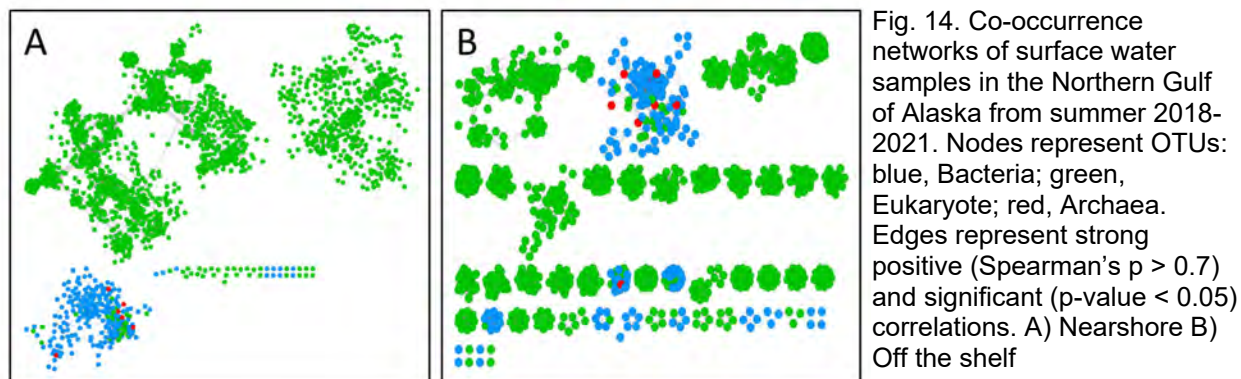 A
B
Fig. 14. Co-occurrence
networks of surface water
samples in the Northern Gulf
of Alaska from summer 2018-
2021. Nodes represent OTUs:
blue, Bacteria; green,
Eukaryote; red, Archaea.
Edges represent strong
positive (Spearman's p > 0.7)
and significant (p-value < 0.05)
correlations. A) Nearshore B)
Off the shelf